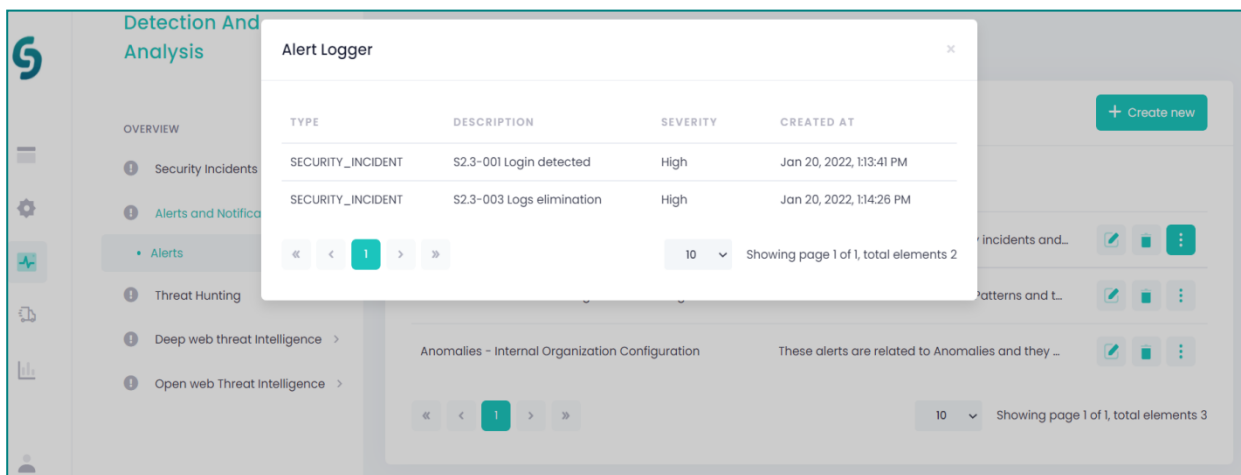 Detection And
Analysis
OVERVIEW
Security Incidents
Alerts and Notifica
Alerts
Threat Hunting
Deep web threat Intelligence >
Open web Threat Intelligence >
Alert Logger ×
TYPE DESCRIPTION SEVERITY CREATED AT
SECURITY_INCIDENT S2.3-001 Login detected High Jan 20, 2022, 1:13:41 PM
SECURITY_INCIDENT S2.3-003 Logs elimination High Jan 20, 2022, 1:14:26 PM
« < 1 > » 10 Showing page 1 of 1, total elements 2
+ Create new
incidents and...
Patterns and t...
Anomalies - Internal Organization Configuration These alerts are related to Anomalies and they ...
« < 1 > » 10 Showing page 1 of 1, total elements 3